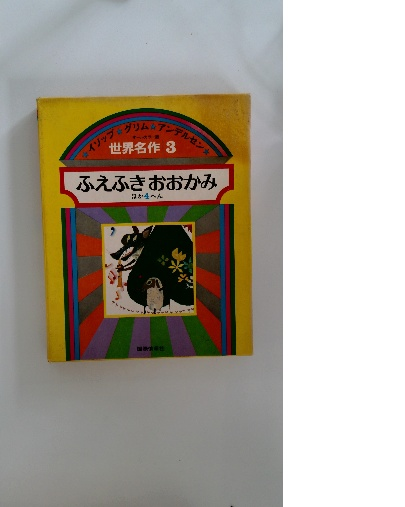 イソップ☆グリム☆アンデルセン☆
世界名作 3
ふえふきおおかみ
ほか4へん